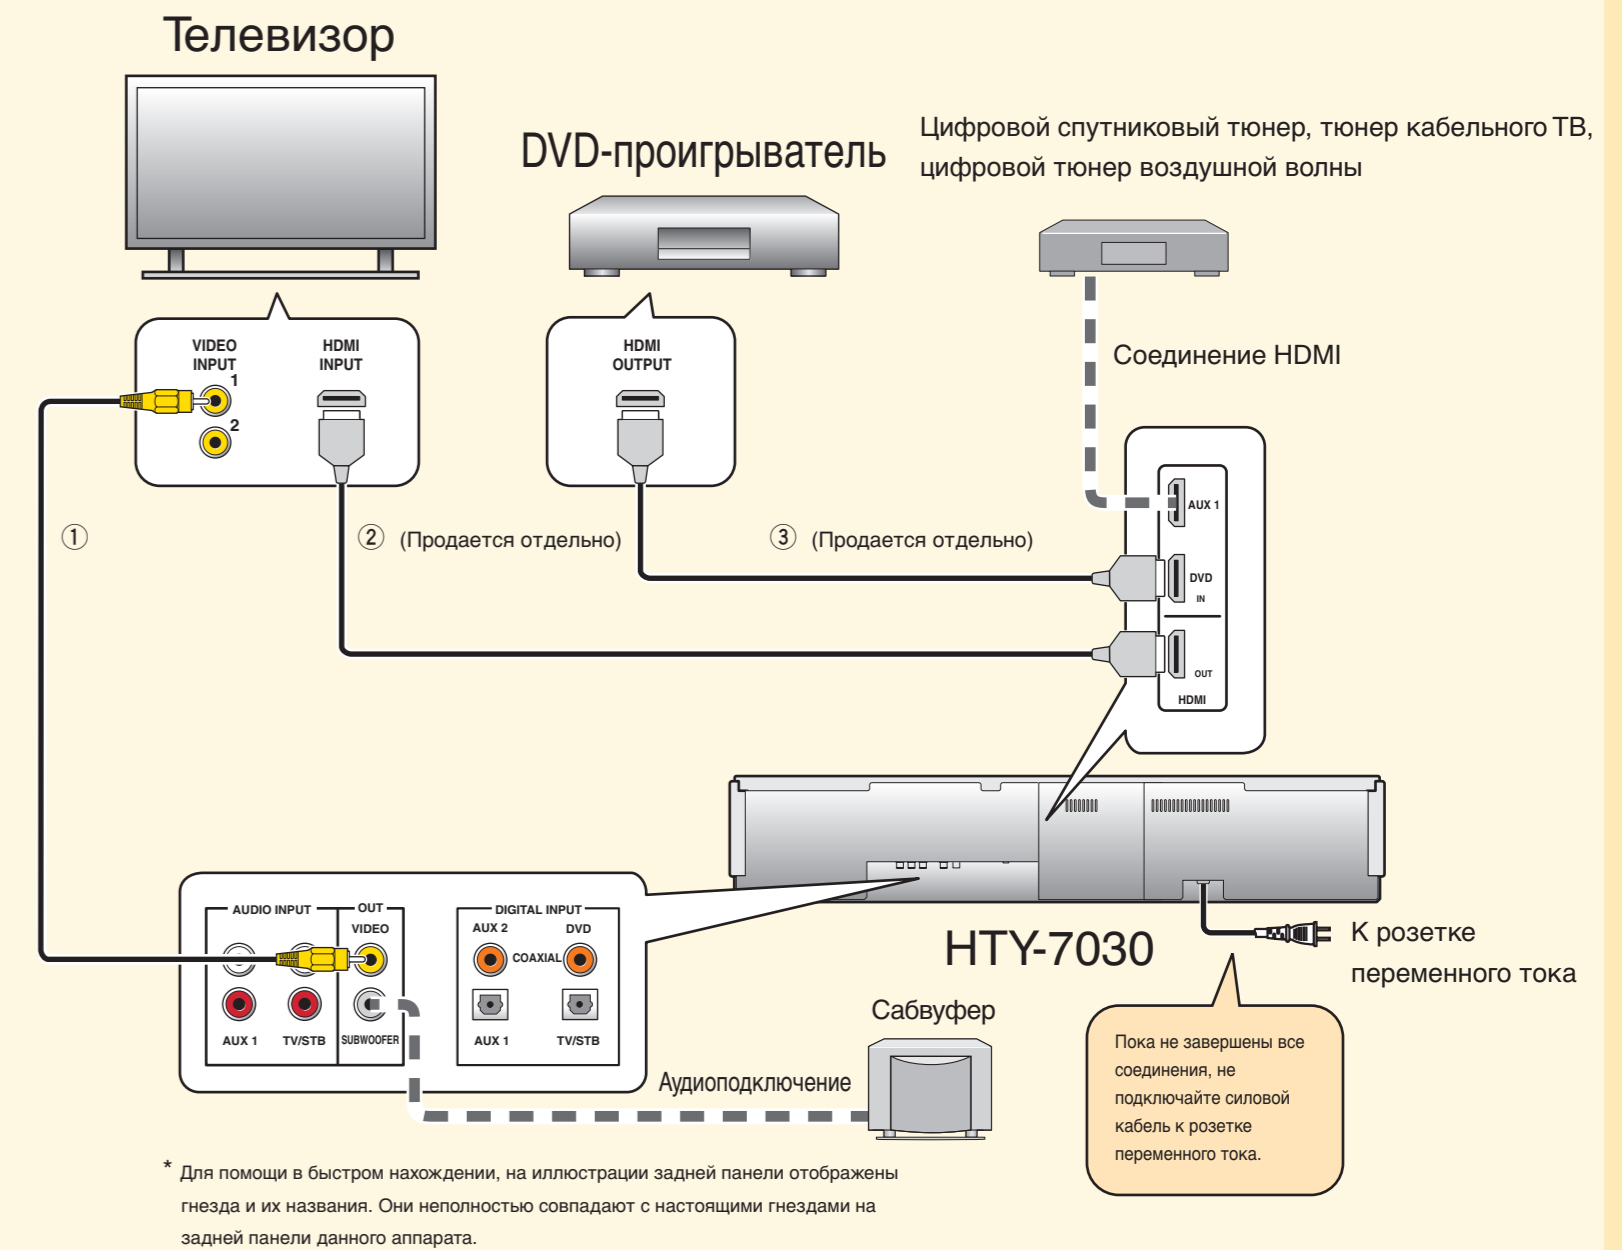 Телевизор
DVD-проигрыватель
Цифровой спутниковый тюнер, тюнер кабельного ТВ,
цифровой тюнер воздушной волны
VIDEO
INPUT
1
2
HDMI
INPUT
HDMI
OUTPUT
Соединение HDMI
①
② (Продается отдельно)
③ (Продается отдельно)
AUX 1
DVD
IN
OUT
HDMI
AUDIO INPUT
OUT
VIDEO
AUX 1
TV/STB
SUBWOOFER
DIGITAL INPUT
AUX 2
DVD
COAXIAL
AUX 1
TV/STB
HTY-7030
К розетке
переменного тока
Сабвуфер
Аудиоподключение
Пока не завершены все
соединения, не
подключайте силовой
кабель к розетке
переменного тока.
* Для помощи в быстром нахождении, на иллюстрации задней панели отображены
гнезда и их названия. Они неполностью совпадают с настоящими гнездами на
задней панели данного аппарата.